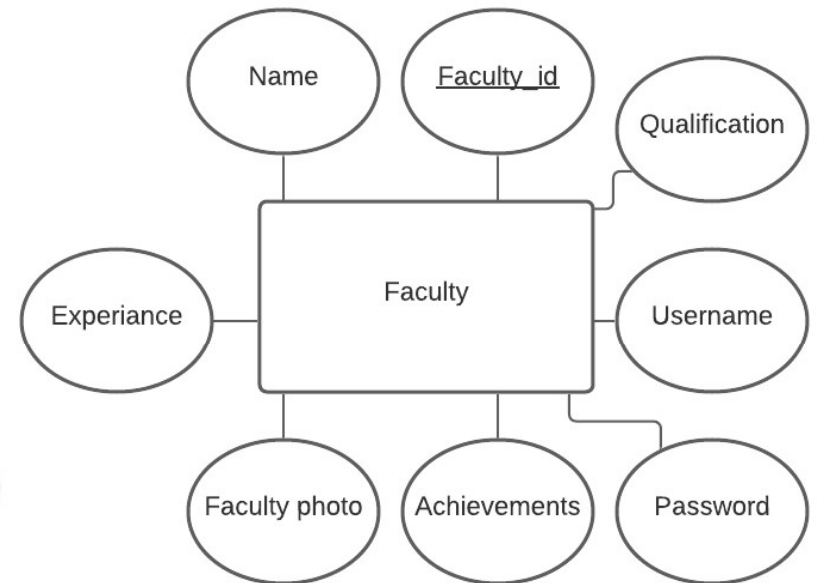 Name
Faculty_id
Qualification
Faculty
Experiance
Username
Faculty photo
Achievements
Password